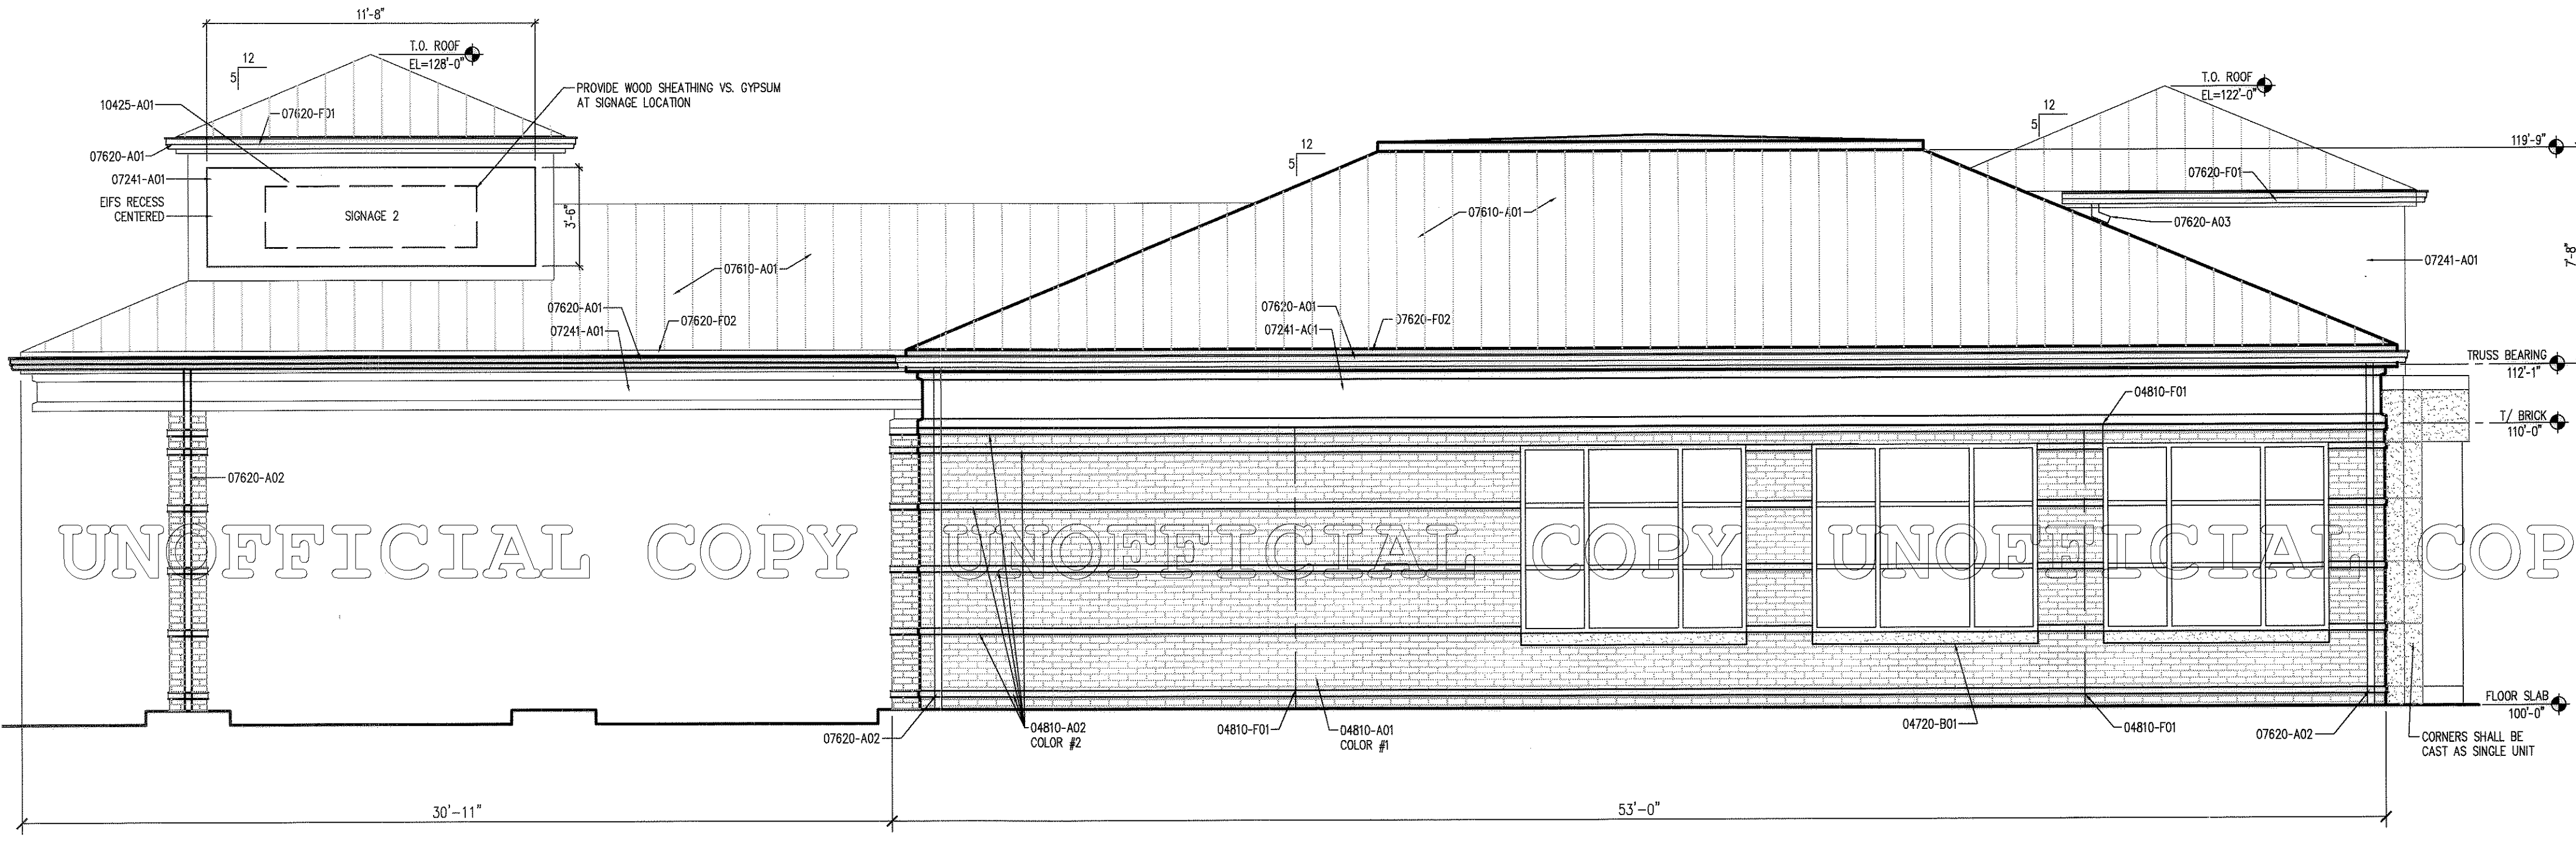 11'-8"
T.O. ROOF
EL=128'-0"
12
5
10425-A01
PROVIDE WOOD SHEATHING VS. GYPSUM
AT SIGNAGE LOCATION
07620-F01
07620-A01
07241-A01
EIFS RECESS
CENTERED
SIGNAGE 2
3'-6"
07610-A01
07620-A01
07241-A01
07620-F02
12
5
07610-A01
07620-A01
07241-A01
07620-F02
T.O. ROOF
EL=122'-0"
12
5
119'-9"
07620-F01
07620-A03
07241-A01
7'-8"
TRUSS BEARING
112'-1"
04810-F01
T/ BRICK
110'-0"
07620-A02
UNOFFICIAL COPY UNOFFICIAL COPY UNOFFICIAL COP
FLOOR SLAB
100'-0"
07620-A02
04810-A02
COLOR #2
04810-F01
04810-A01
COLOR #1
04720-B01
04810-F01
07620-A02
CORNERS SHALL BE
CAST AS SINGLE UNIT
30'-11"
53'-0"